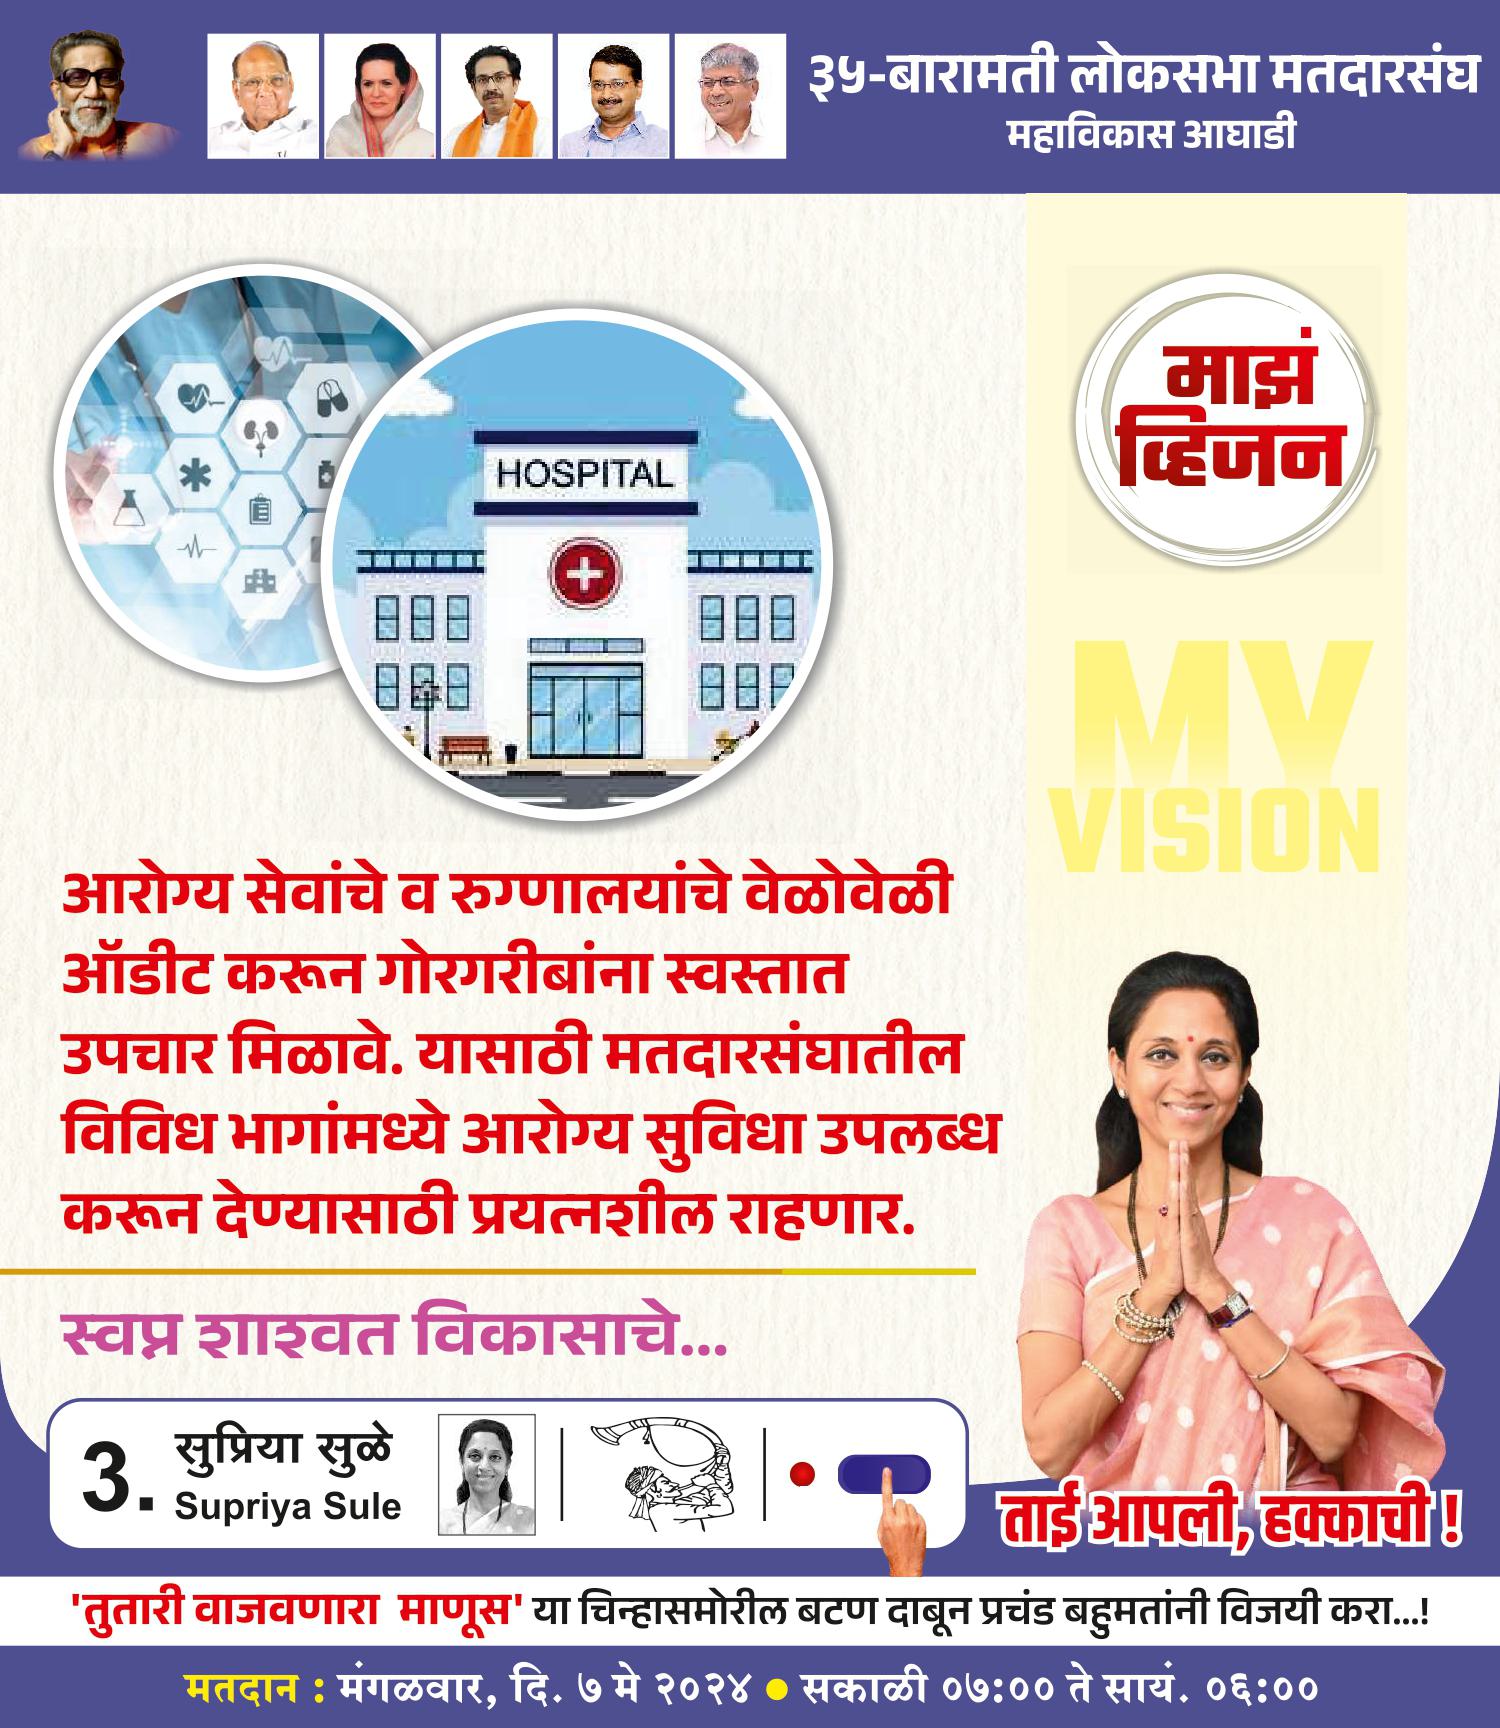 ३५-बारामती लोकसभा मतदारसंघ
महाविकास आघाडी
HOSPITAL
माझं
व्हिजन
MY
VISION
आरोग्य सेवांचे व रुग्णालयांचे वेळोवेळी
ऑडीट करून गोरगरीबांना स्वस्तात
उपचार मिळावे. यासाठी मतदारसंघातील
विविध भागांमध्ये आरोग्य सुविधा उपलब्ध
करून देण्यासाठी प्रयत्नशील राहणार.
स्वप्न शाश्वत विकासाचे...
3. सुप्रिया सुळे
Supriya Sule
ताई आपली, हक्काची !
'तुतारी वाजवणारा माणूस' या चिन्हासमोरील बटण दाबून प्रचंड बहुमतांनी विजयी करा...!
मतदान : मंगळवार, दि. ७ मे २०२४ ● सकाळी ०७:०० ते सायं. ०६:००